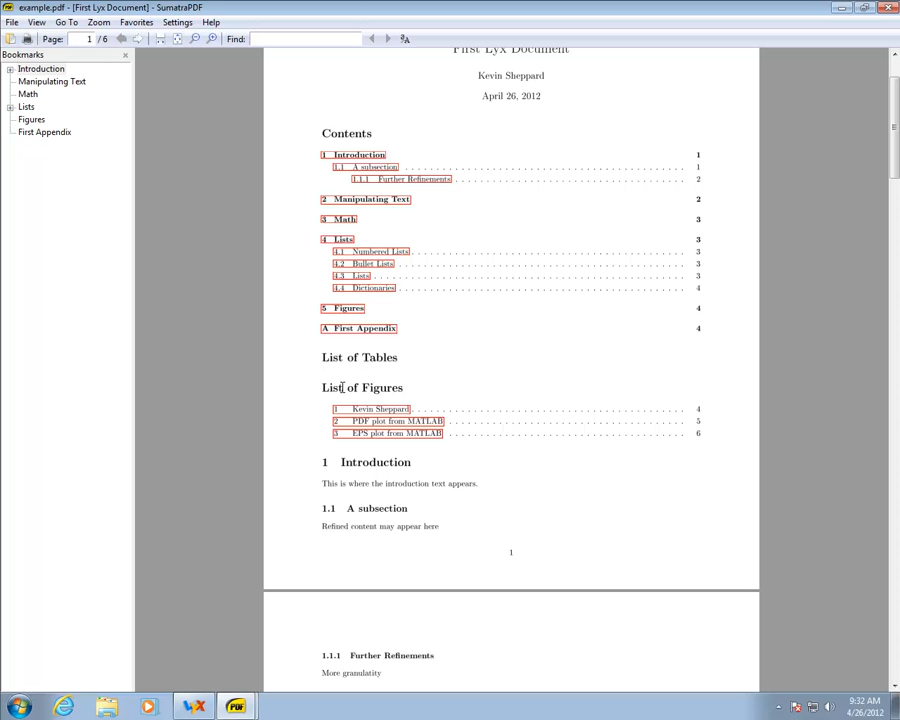 example.pdf - [First Lyx Document] - SumatraPDF
File View Go To Zoom Favorites Settings Help
Page: 1 / 6 Find:
Bookmarks
Introduction
Manipulating Text
Math
Lists
Figures
First Appendix
First Lyx Document
Kevin Sheppard
April 26, 2012
Contents
1 Introduction 1
1.1 A subsection . . . . . . . . . . . . . . . . . . . . . . . . . . . . . . . . . . . 1
1.1.1 Further Refinements . . . . . . . . . . . . . . . . . . . . . . . . . . . . 2
2 Manipulating Text 2
3 Math 3
4 Lists 3
4.1 Numbered Lists . . . . . . . . . . . . . . . . . . . . . . . . . . . . . . . . . 3
4.2 Bullet Lists . . . . . . . . . . . . . . . . . . . . . . . . . . . . . . . . . . . 3
4.3 Lists . . . . . . . . . . . . . . . . . . . . . . . . . . . . . . . . . . . . . . . 3
4.4 Dictionaries . . . . . . . . . . . . . . . . . . . . . . . . . . . . . . . . . . . 4
5 Figures 4
A First Appendix 4
List of Tables
List of Figures
1 Kevin Sheppard . . . . . . . . . . . . . . . . . . . . . . . . . . . . . . . . . 4
2 PDF plot from MATLAB . . . . . . . . . . . . . . . . . . . . . . . . . . . . . 5
3 EPS plot from MATLAB . . . . . . . . . . . . . . . . . . . . . . . . . . . . . 6
1 Introduction
This is where the introduction text appears.
1.1 A subsection
Refined content may appear here
1
1.1.1 Further Refinements
More granulatity
PDF
9:32 AM
4/26/2012